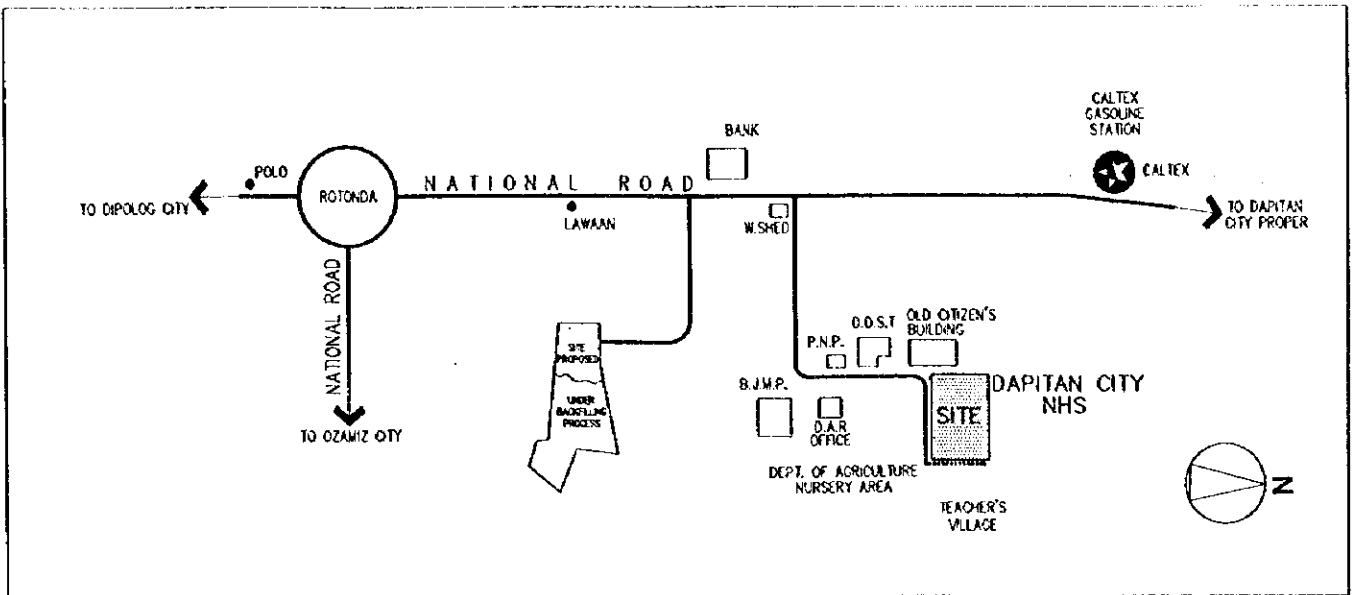 CALTEX
GASOLINE
STATION
BANK
POLO
CALTEX
ROTONDA
NATIONAL ROAD
TO DIPOLOG CITY
LAWAAN
W.SHED
TO DAPITAN
CITY PROPER
NATIONAL ROAD
D.O.S.T
OLD CITIZEN'S
BUILDING
P.N.P.
SITE
PROPOSED
UNDER
BACKFILLING
PROCESS
B.J.M.P.
DAPITAN CITY
NHS
SITE
D.A.R
OFFICE
TO OZAMIZ CITY
DEPT. OF AGRICULTURE
NURSERY AREA
N
TEACHER'S
VILLAGE